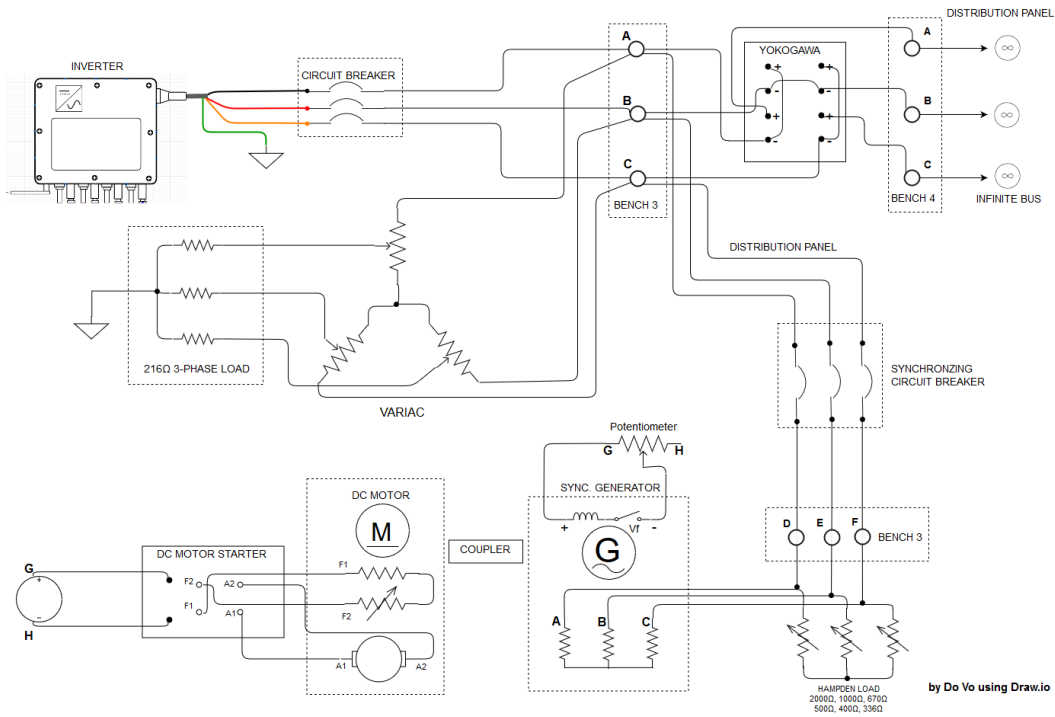 DISTRIBUTION PANEL
A
A
YOKOGAWA
INVERTER
CIRCUIT BREAKER
+ +
- -
B
B
+ +
- -
C
C
BENCH 3
BENCH 4
INFINITE BUS
DISTRIBUTION PANEL
216Ω 3-PHASE LOAD
SYNCHRONZING
CIRCUIT BREAKER
VARIAC
Potentiometer
G H
SYNC. GENERATOR
DC MOTOR
M
+ Vf -
G
D E F
BENCH 3
COUPLER
DC MOTOR STARTER
G
+
F1
F2 A2
F1 A1
F2
-
H
A B C
A1 A2
HAMPDEN LOAD
2000Ω, 1000Ω, 670Ω
500Ω, 400Ω, 336Ω
by Do Vo using Draw.io